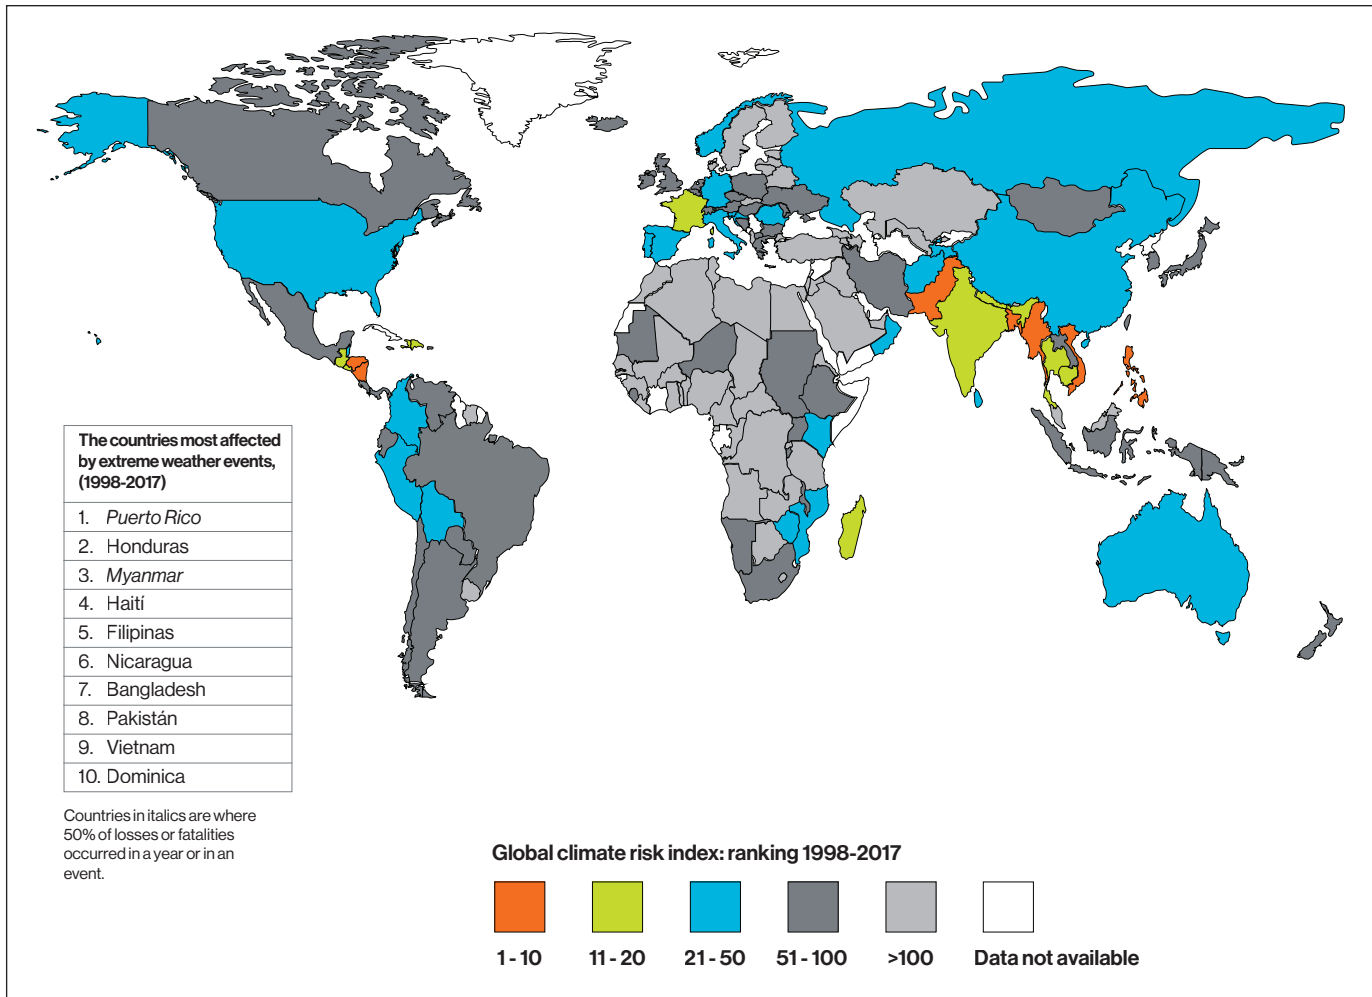 The countries most affected
by extreme weather events,
(1998-2017)
1. Puerto Rico
2. Honduras
3. Myanmar
4. Haití
5. Filipinas
6. Nicaragua
7. Bangladesh
8. Pakistán
9. Vietnam
10. Dominica
Countries in italics are where
50% of losses or fatalities
occurred in a year or in an
event.
Global climate risk index: ranking 1998-2017
1 - 10 11 - 20 21 - 50 51 - 100 >100 Data not available